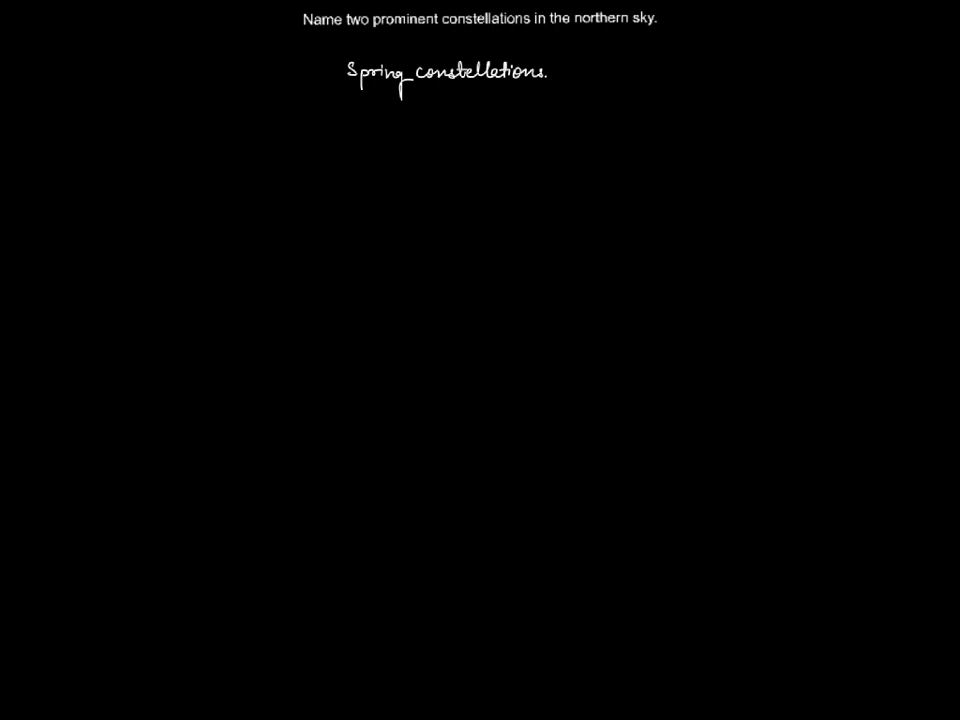 Name two prominent constellations in the northern sky.
Spring constellations.